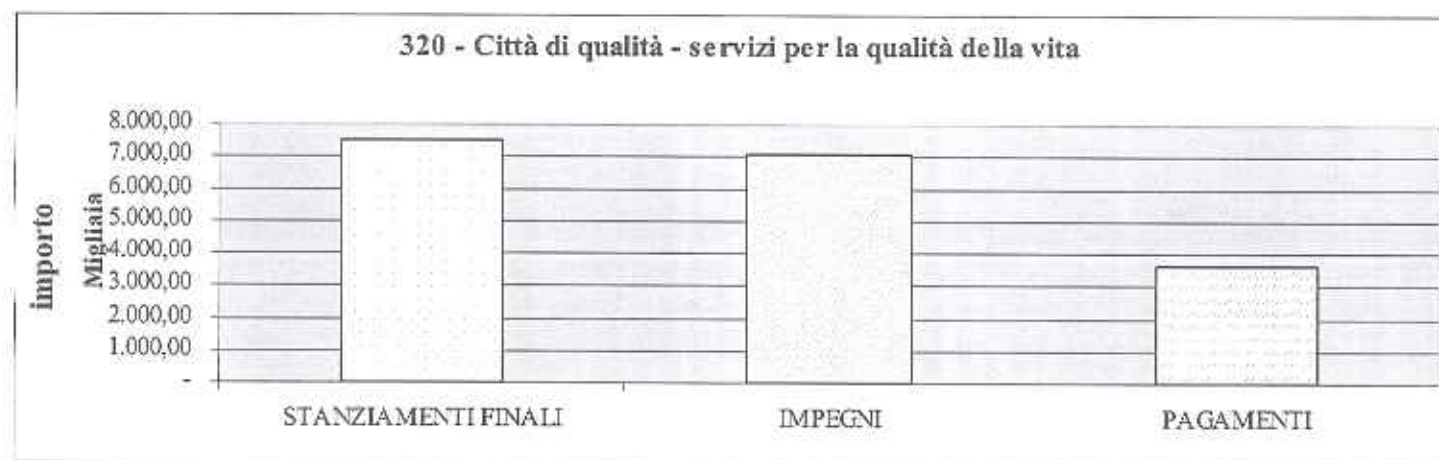 320 - Città di qualità - servizi per la qualità della vita
importo
Migliaia
8.000,00
7.000,00
6.000,00
5.000,00
4.000,00
3.000,00
2.000,00
1.000,00
-
STANZIAMENTI FINALI
IMPEGNI
PAGAMENTI